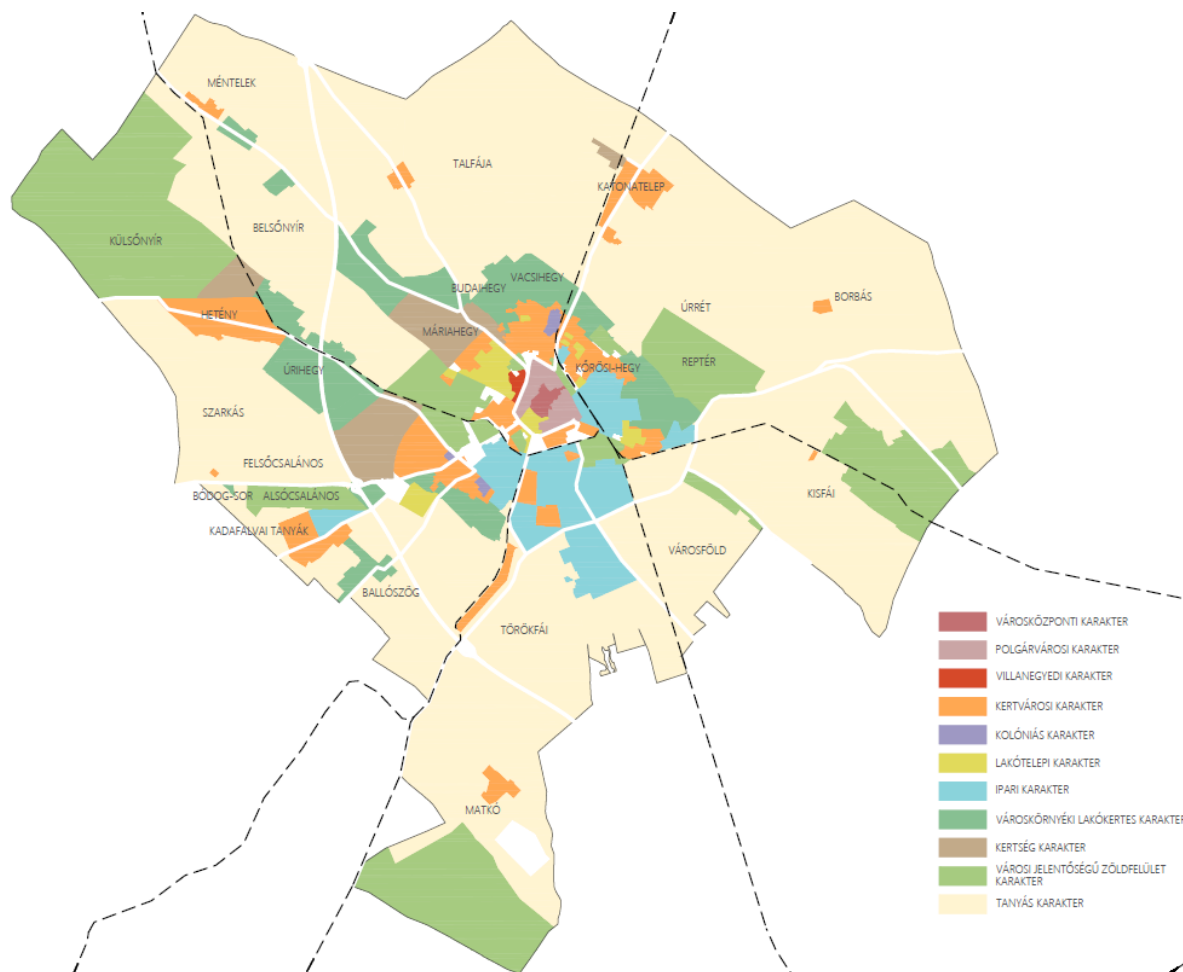 MÉNTELEK
TALFÁJA
KATONATELEP
BELSŐNYÍR
KÜLSŐNYÍR
VACSIHEGY
BUDAIHEGY
BORBÁS
ÚRRÉT
HETÉNY
MÁRIAHEGY
REPTÉR
KŐRÖSI-HEGY
ÚRIHEGY
SZARKÁS
FELSŐCSALÁNOS
BODOG-SOR
ALSÓCSALÁNOS
KISFÁI
KADAFALVAI TANYÁK
VÁROSFÖLD
BALLÓSZÖG
TÖRÖKFÁI
MATKÓ
VÁROSKÖZPONTI KARAKTER
POLGÁRVÁROSI KARAKTER
VILLANEGYEDI KARAKTER
KERTVÁROSI KARAKTER
KOLÓNIÁS KARAKTER
LAKÓTELEPI KARAKTER
IPARI KARAKTER
VÁROSKÖRNYÉKI LAKÓKERTES KARAKTER
KERTSÉG KARAKTER
VÁROSI JELENTŐSÉGŰ ZÖLDFELÜLET
KARAKTER
TANYÁS KARAKTER